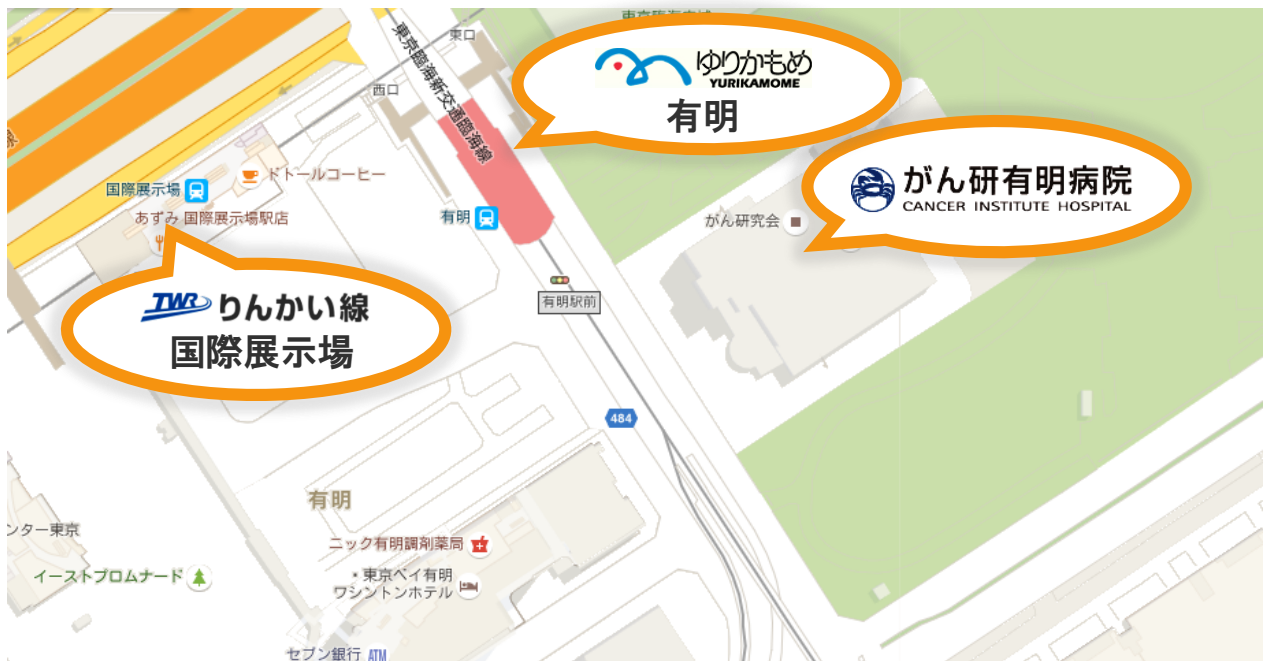 東口
西口
東京臨海新交通臨海線
ゆりかもめ
YURIKAMOME
有明
がん研有明病院
CANCER INSTITUTE HOSPITAL
ドトールコーヒー
国際展示場
あずみ 国際展示場駅店
有明
がん研究会
TWR りんかい線
国際展示場
有明駅前
484
有明
ンター東京
ニック有明調剤薬局
イーストプロムナード
・東京ベイ有明
ワシントンホテル
セブン銀行 ATM